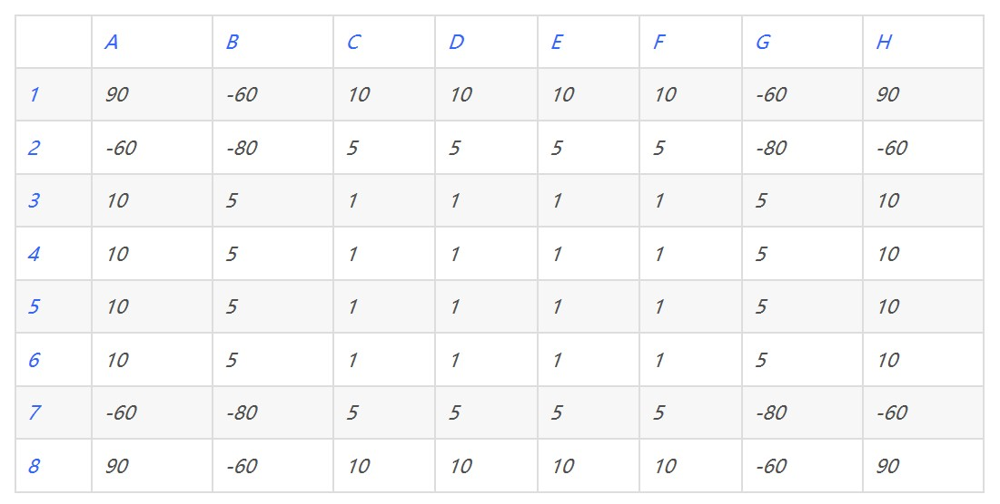 A B C D E F G H
1 90 -60 10 10 10 10 -60 90
2 -60 -80 5 5 5 5 -80 -60
3 10 5 1 1 1 1 5 10
4 10 5 1 1 1 1 5 10
5 10 5 1 1 1 1 5 10
6 10 5 1 1 1 1 5 10
7 -60 -80 5 5 5 5 -80 -60
8 90 -60 10 10 10 10 -60 90